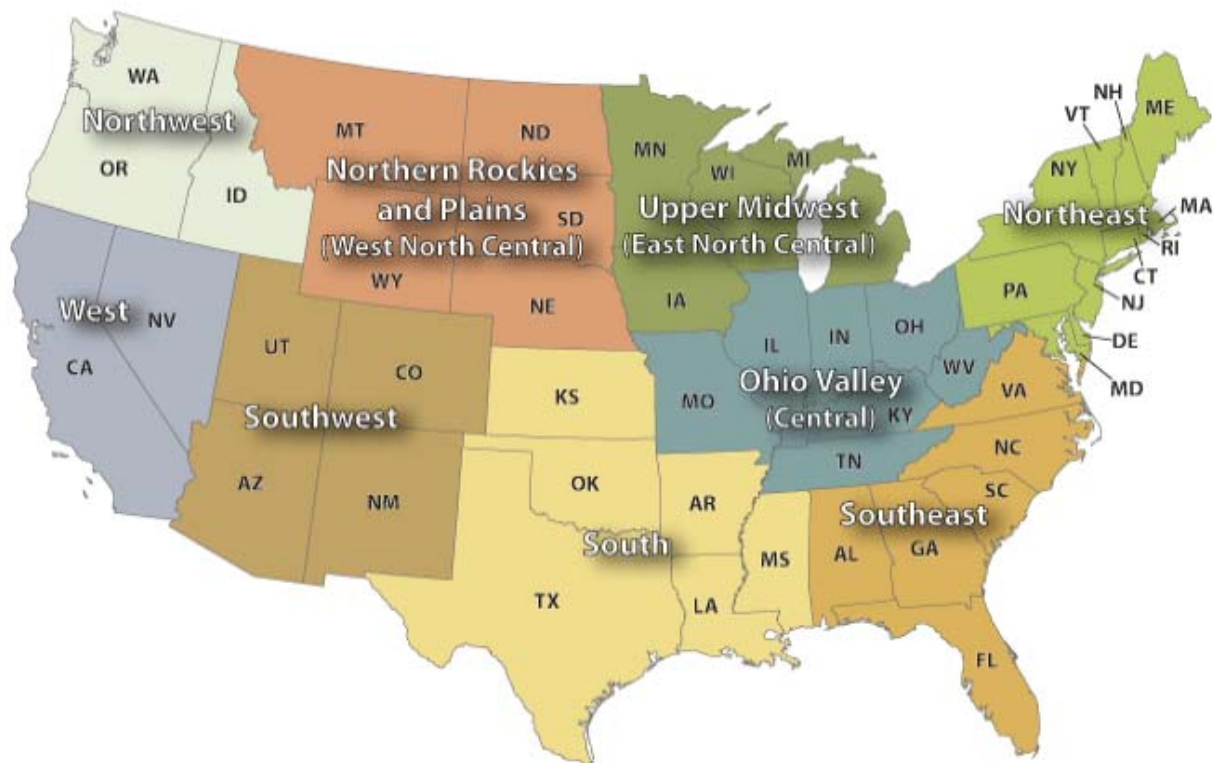 WA
Northwest
OR
ID
MT
ND
Northern Rockies
and Plains
(West North Central)
SD
WY
NE
MN
WI
MI
Upper Midwest
(East North Central)
IA
NH
VT
ME
NY
Northeast
MA
RI
CT
PA
NJ
DE
MD
West
NV
CA
UT
CO
Southwest
AZ
NM
KS
OK
AR
South
TX
LA
MS
IL
IN
OH
WV
Ohio Valley
(Central)
MO
KY
TN
VA
NC
SC
Southeast
AL
GA
FL